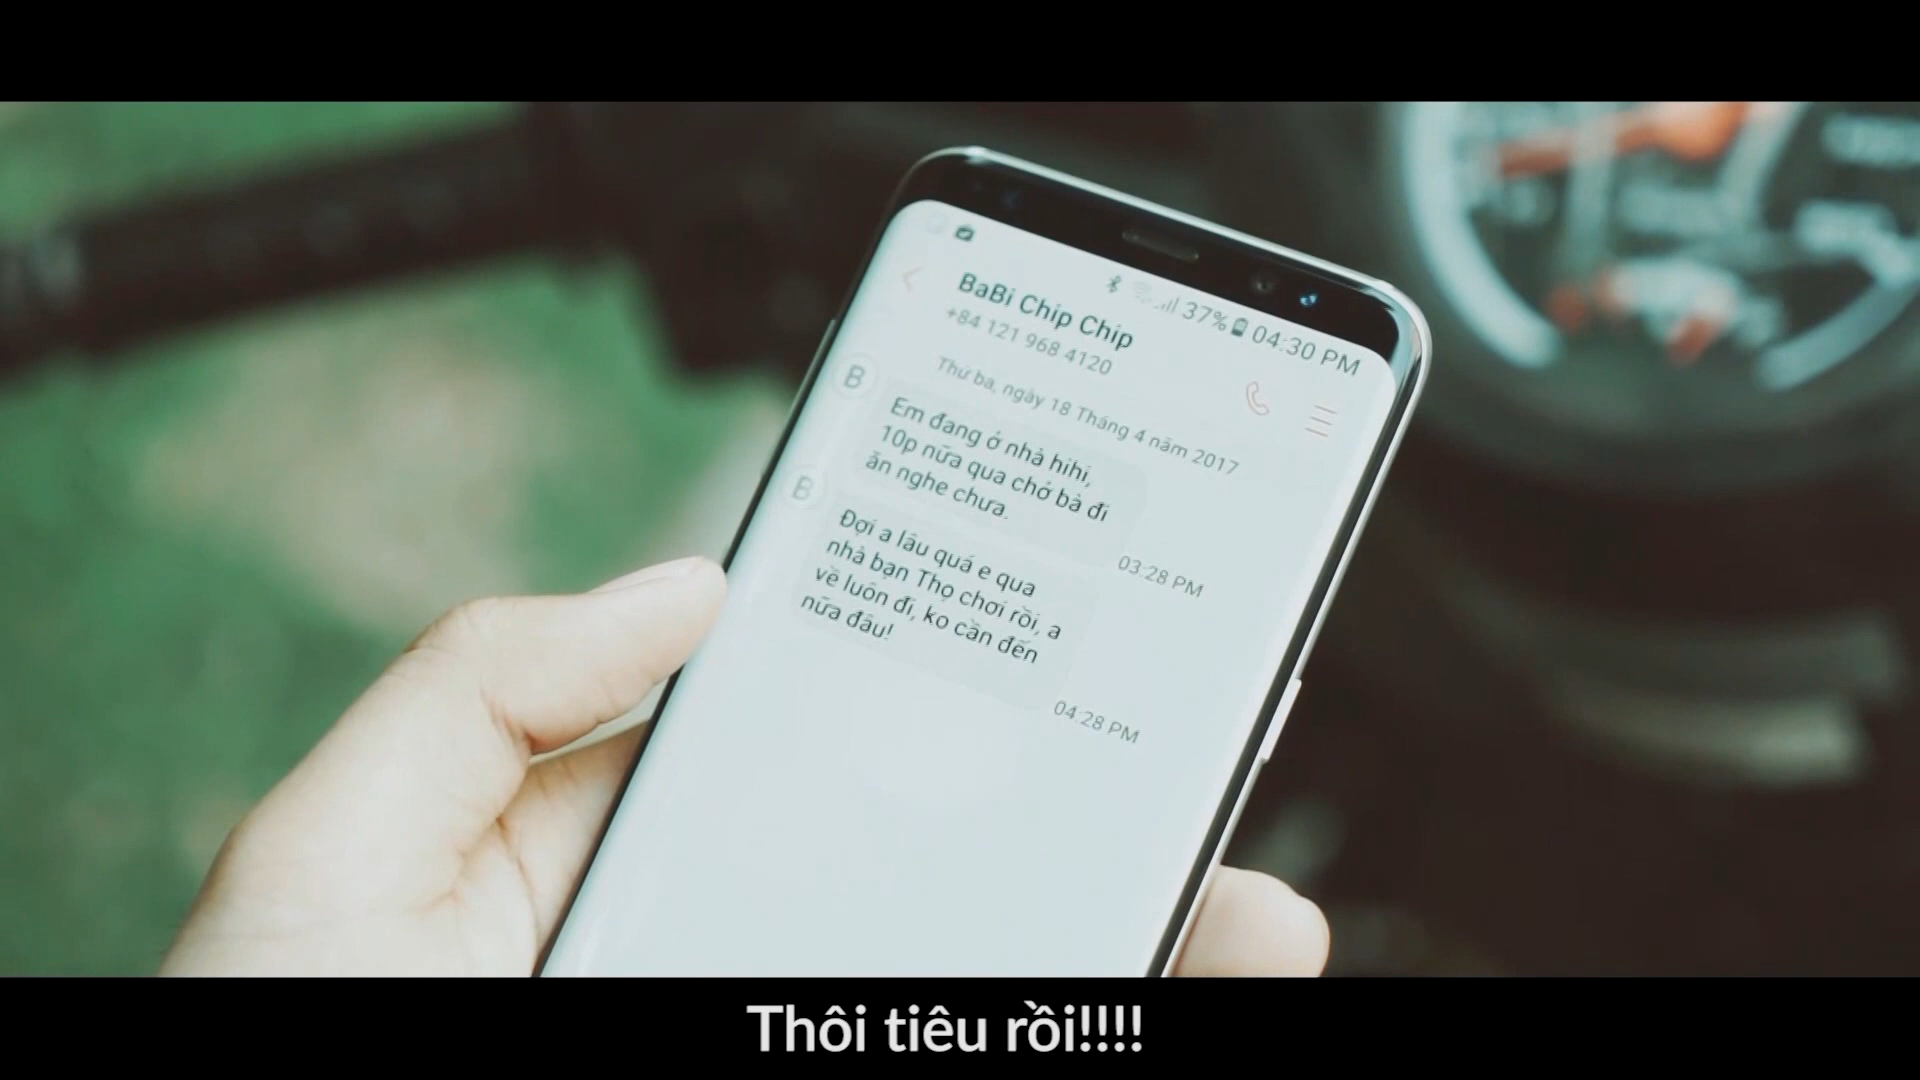 37% 04:30 PM
BaBi Chip Chip
+84 121 968 4120
Thứ ba, ngày 18 Tháng 4 năm 2017
B
Em đang ở nhà hihi,
10p nữa qua chở bà đi
ăn nghe chưa.
03:28 PM
B
Đợi a lâu quá e qua
nhà bạn Thọ chơi rồi, a
về luôn đi, ko cần đến
nữa đâu!
04:28 PM
Thôi tiêu rồi!!!!